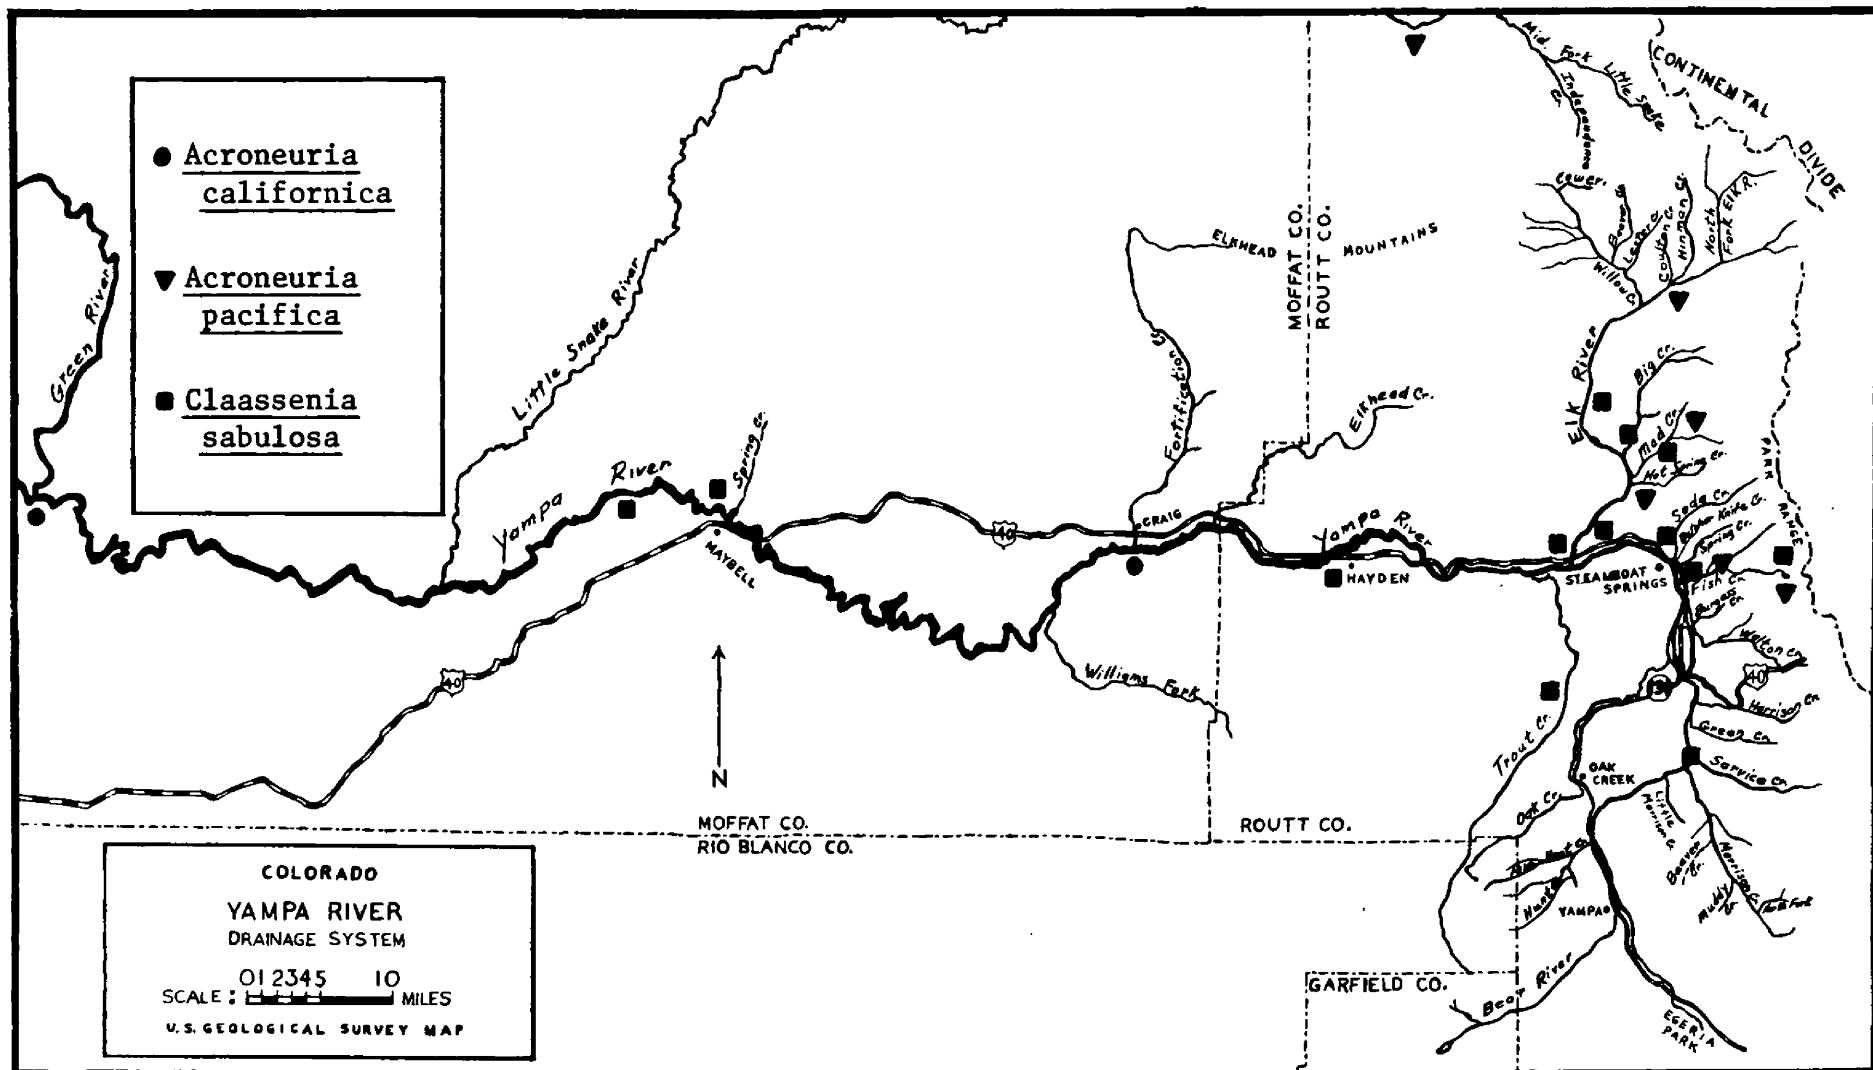 Acroneuria
californica
Acroneuria
pacifica
Claassenia
sabulosa
Green River
Little Snake River
Yampa River
Spring Cr.
MAYBELL
40
40
N
Fortification Cr.
ELKHEAD MOUNTAINS
MOFFAT CO.
ROUTT CO.
Elkhead Cr.
CRAIG
Yampa River
HAYDEN
Williams Fork
Mid. Fork Little Snake
Independence
Cr.
CONTINENTAL
DIVIDE
Beaver Cr.
Lester Cr.
Coulton Cr.
Hinman Cr.
North
Fork Elk R.
Willow Cr.
Elk River
Big Cr.
Mad Cr.
Hot Spring Cr.
Soda Cr.
Butcher Knife Cr.
Spring Cr.
PARK
RANGE
STEAMBOAT
SPRINGS
Fish Cr.
Burgess
Cr.
Walton Cr.
40
Harrison Cr.
Green Cr.
Service Cr.
Trout Cr.
OAK
CREEK
Oak Cr.
Little
Morrison
Cr.
Beaver
Cr.
Morrison Cr.
Muddy
Cr.
North Fork
YAMPA
Bear River
EGERIA
PARK
MOFFAT CO.
RIO BLANCO CO.
ROUTT CO.
GARFIELD CO.
COLORADO
YAMPA RIVER
DRAINAGE SYSTEM
0 1 2 3 4 5 10
SCALE: MILES
U.S. GEOLOGICAL SURVEY MAP